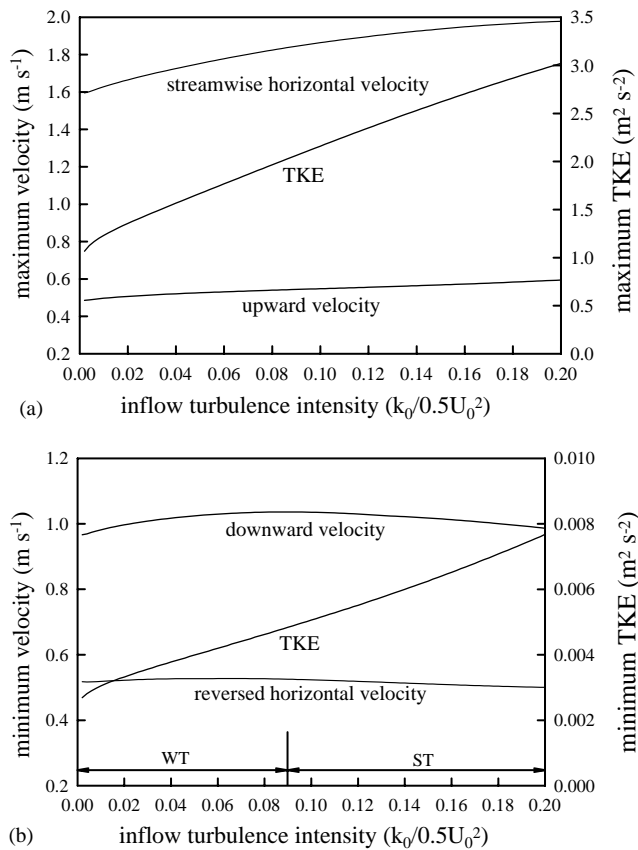 2.0
1.8
1.6
1.4
1.2
1.0
0.8
0.6
0.4
0.2
maximum velocity (m s-1)
3.5
3.0
2.5
2.0
1.5
1.0
0.5
0.0
maximum TKE (m2 s-2)
streamwise horizontal velocity
TKE
upward velocity
0.00 0.02 0.04 0.06 0.08 0.10 0.12 0.14 0.16 0.18 0.20
(a) inflow turbulence intensity (k0/0.5U02)
1.2
1.0
0.8
0.6
0.4
0.2
minimum velocity (m s-1)
0.010
0.008
0.006
0.004
0.002
0.000
minimum TKE (m2 s-2)
downward velocity
TKE
reversed horizontal velocity
WT ST
0.00 0.02 0.04 0.06 0.08 0.10 0.12 0.14 0.16 0.18 0.20
(b) inflow turbulence intensity (k0/0.5U02)